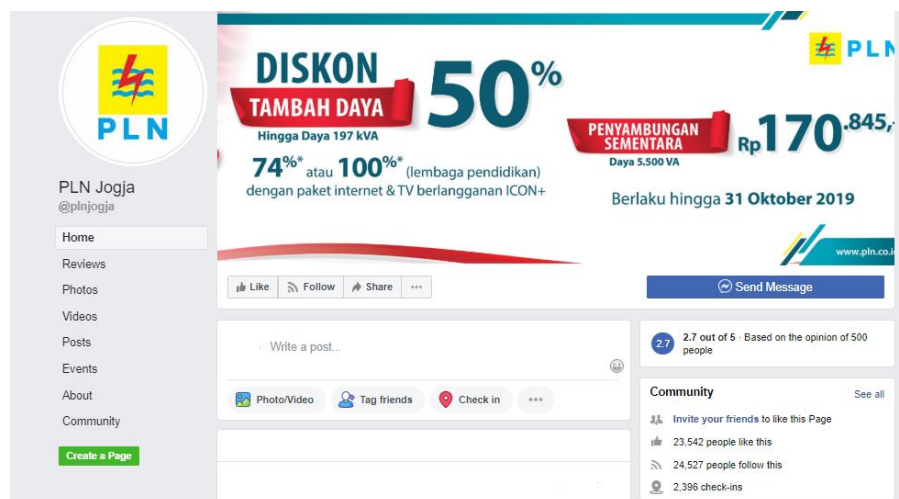 DISKON
50%
TAMBAH DAYA
Hingga Daya 197 kVA
74%* atau 100%* (lembaga pendidikan)
dengan paket internet & TV berlangganan ICON+
PLN
PENYAMBUNGAN
SEMENTARA
Daya 5.500 VA
Rp170.845,-
Berlaku hingga 31 Oktober 2019
www.pln.co.i
PLN
PLN Jogja
@plnjogja
Home
Reviews
Photos
Videos
Posts
Events
About
Community
Create a Page
Like
Follow
Share
Send Message
Write a post...
Photo/Video
Tag friends
Check in
2.7
2.7 out of 5 · Based on the opinion of 500
people
Community
See all
Invite your friends to like this Page
23,542 people like this
24,527 people follow this
2,396 check-ins